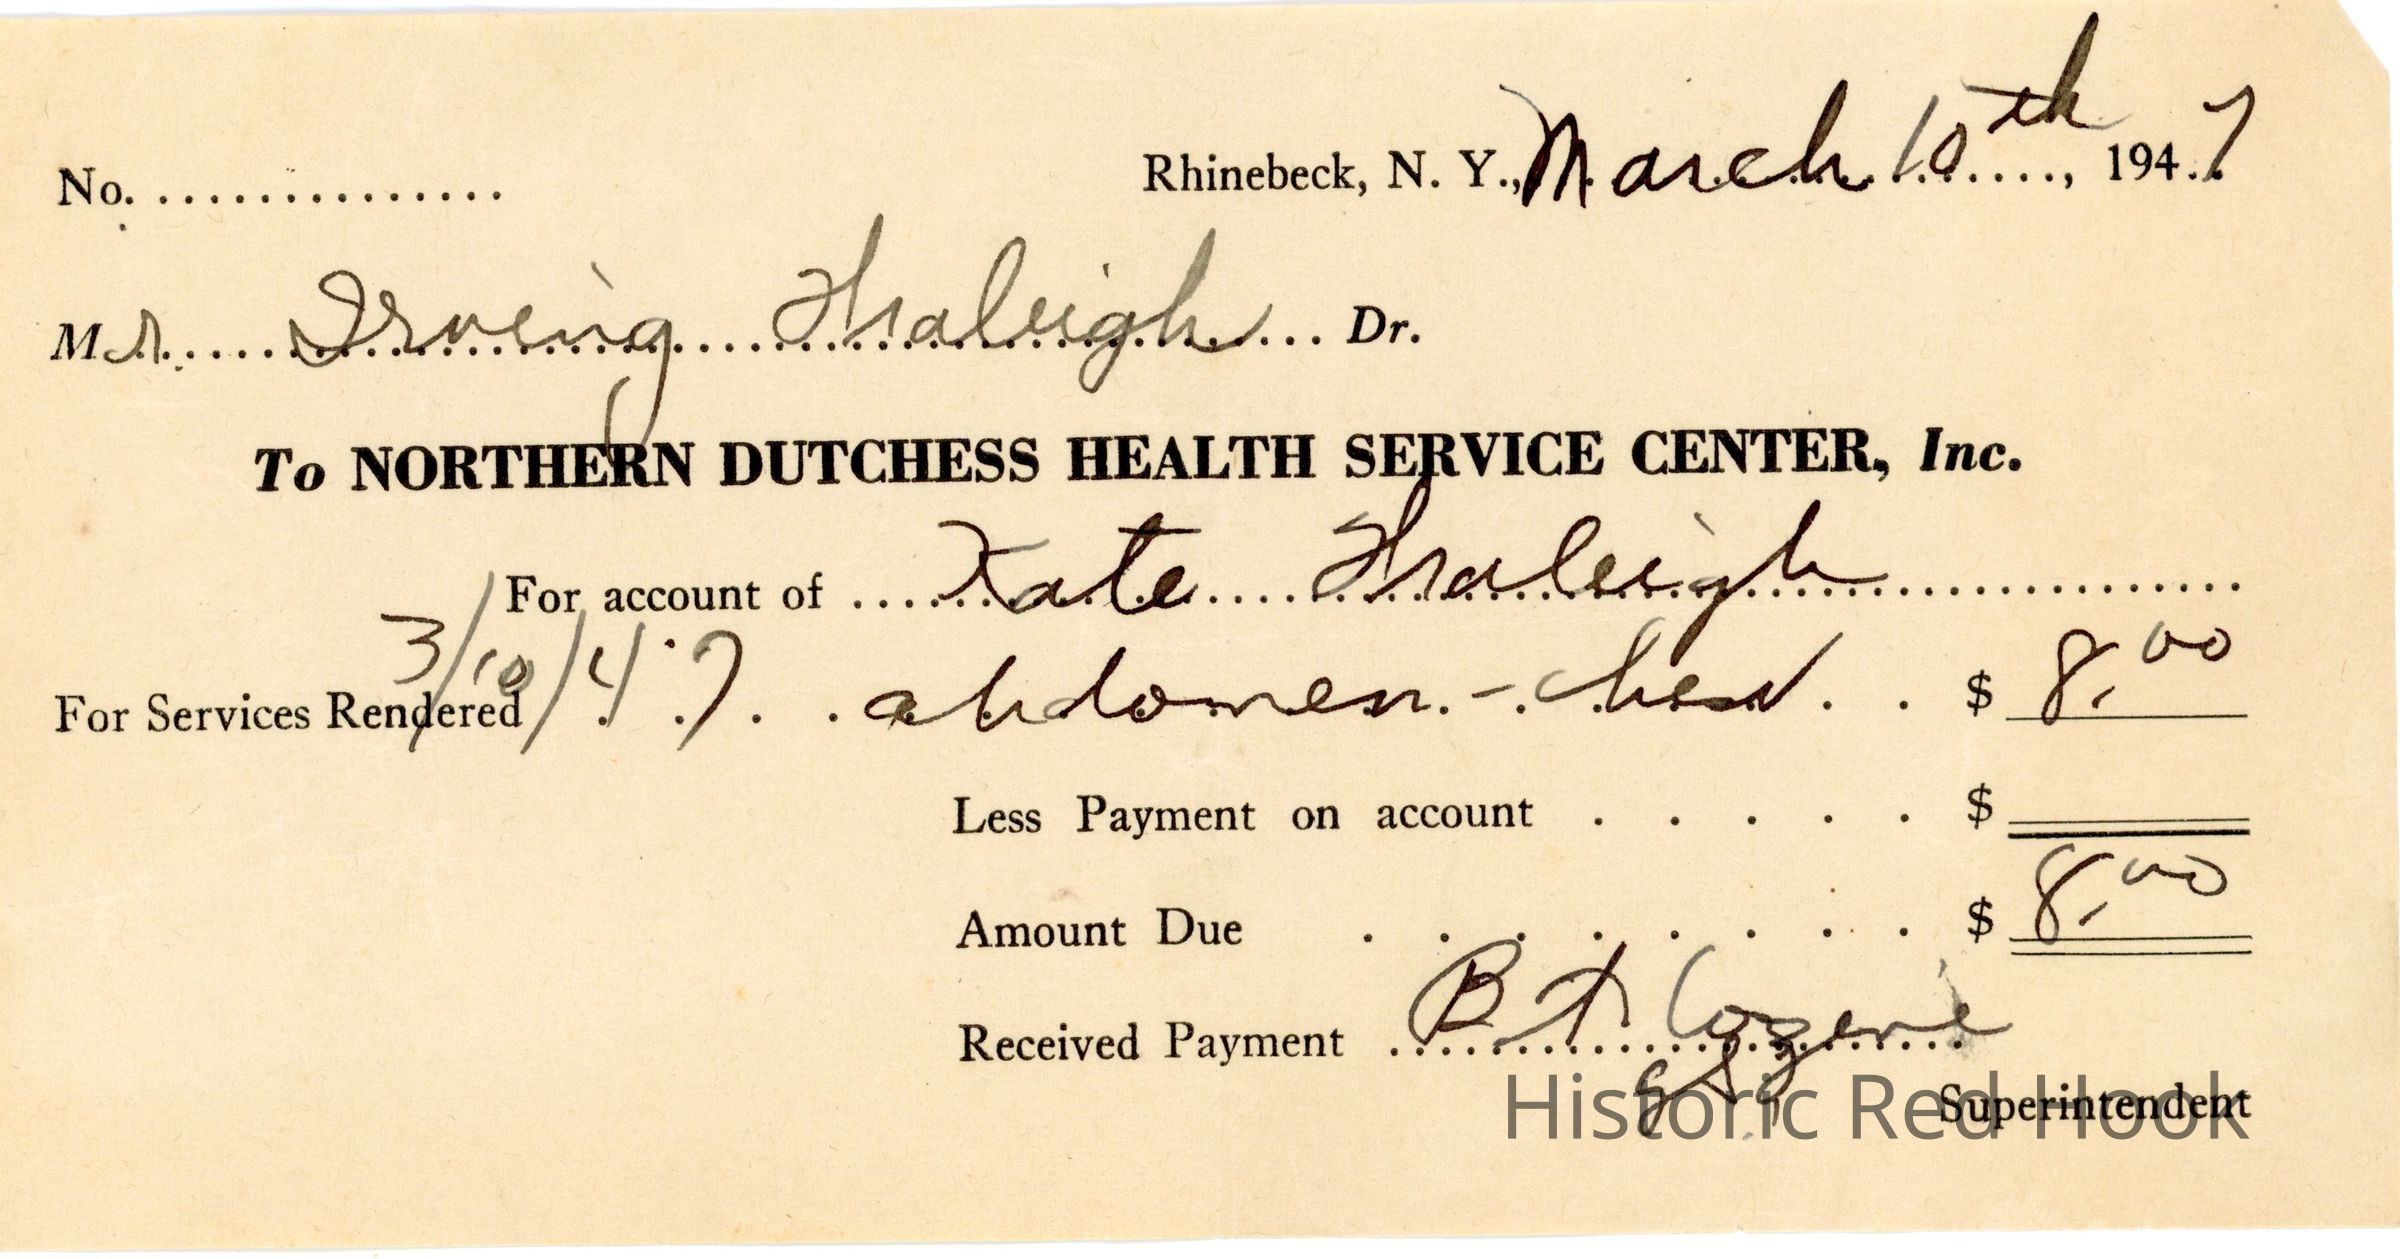 No. ................
Rhinebeck, N. Y., March 10th ....., 1947
Mr. Irving Fraleigh ... Dr.
To NORTHERN DUTCHESS HEALTH SERVICE CENTER, Inc.
For account of .... Kate Fraleigh ....................
For Services Rendered 3/10/47 . . abdomen - chest . . $ 8.00
Less Payment on account . . . . . $
Amount Due . . . . . . . . $ 8.00
Received Payment B
Superintendent
Historic Red Hook